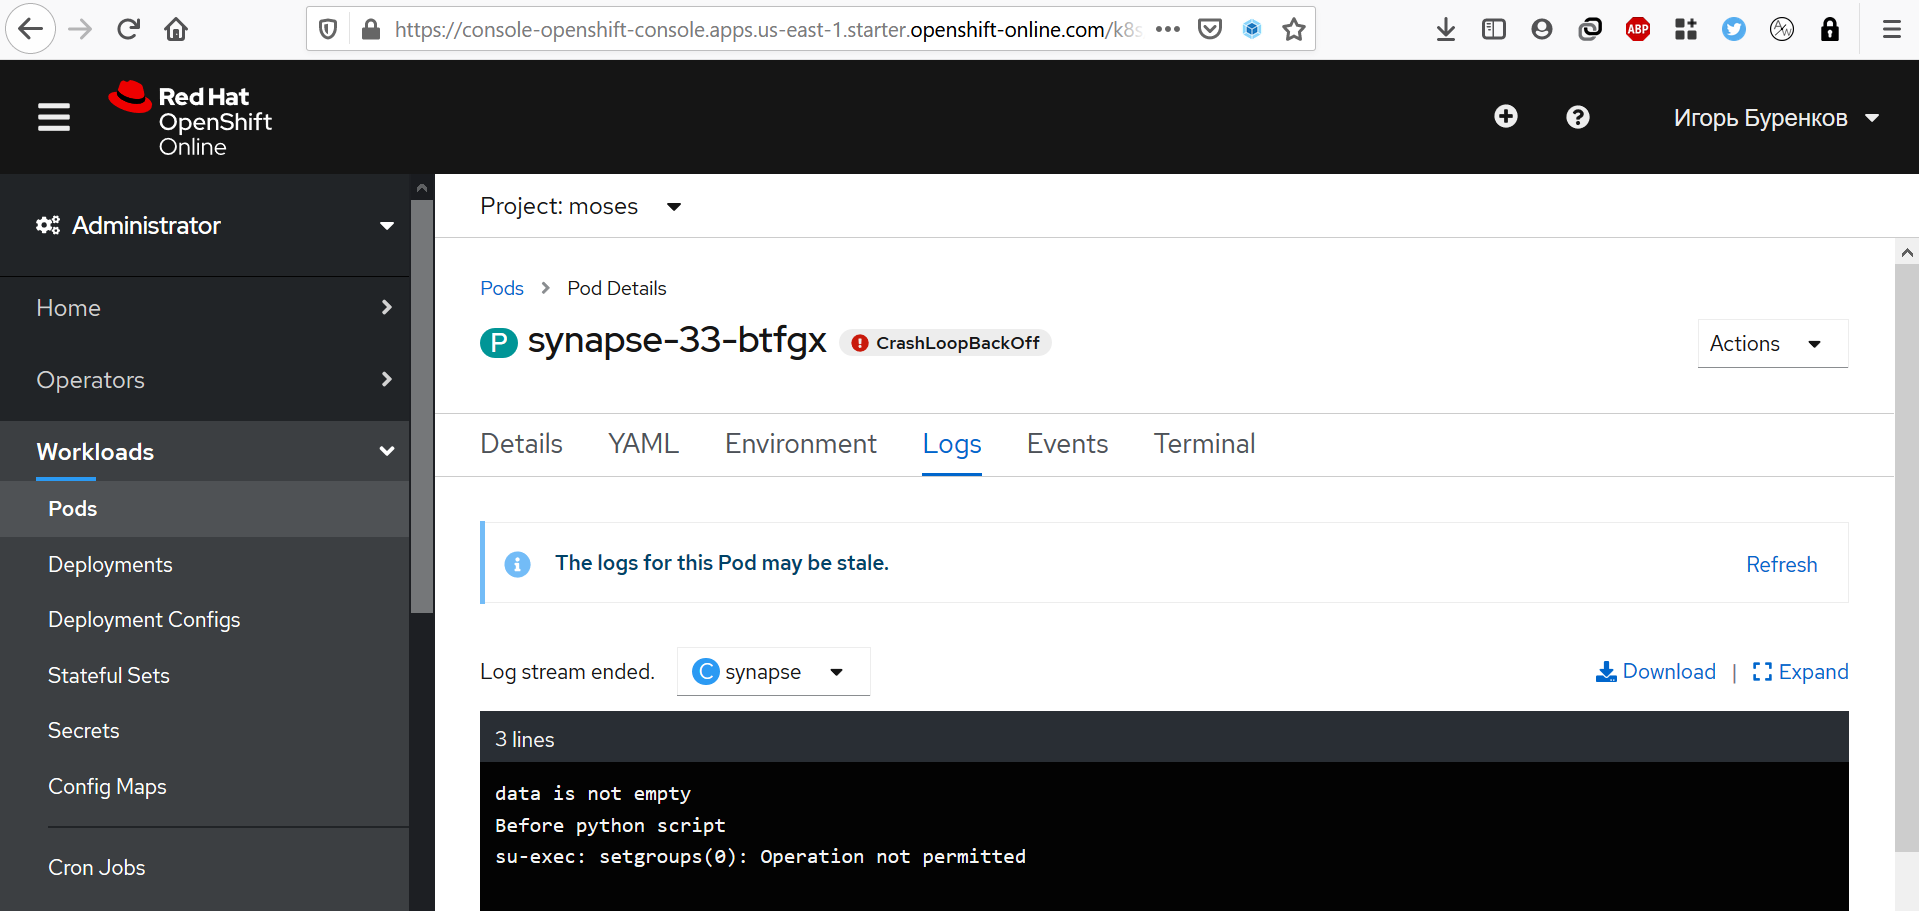 https://console-openshift-console.apps.us-east-1.starter.openshift-online.com/k8s
ABP
Red Hat
OpenShift
Online
Игорь Буренков
Administrator
Home
Operators
Workloads
Pods
Deployments
Deployment Configs
Stateful Sets
Secrets
Config Maps
Cron Jobs
Project: moses
Pods > Pod Details
P synapse-33-btfgx CrashLoopBackOff
Actions
Details YAML Environment Logs Events Terminal
The logs for this Pod may be stale. Refresh
Log stream ended. C synapse Download | Expand
3 lines
data is not empty
Before python script
su-exec: setgroups(0): Operation not permitted